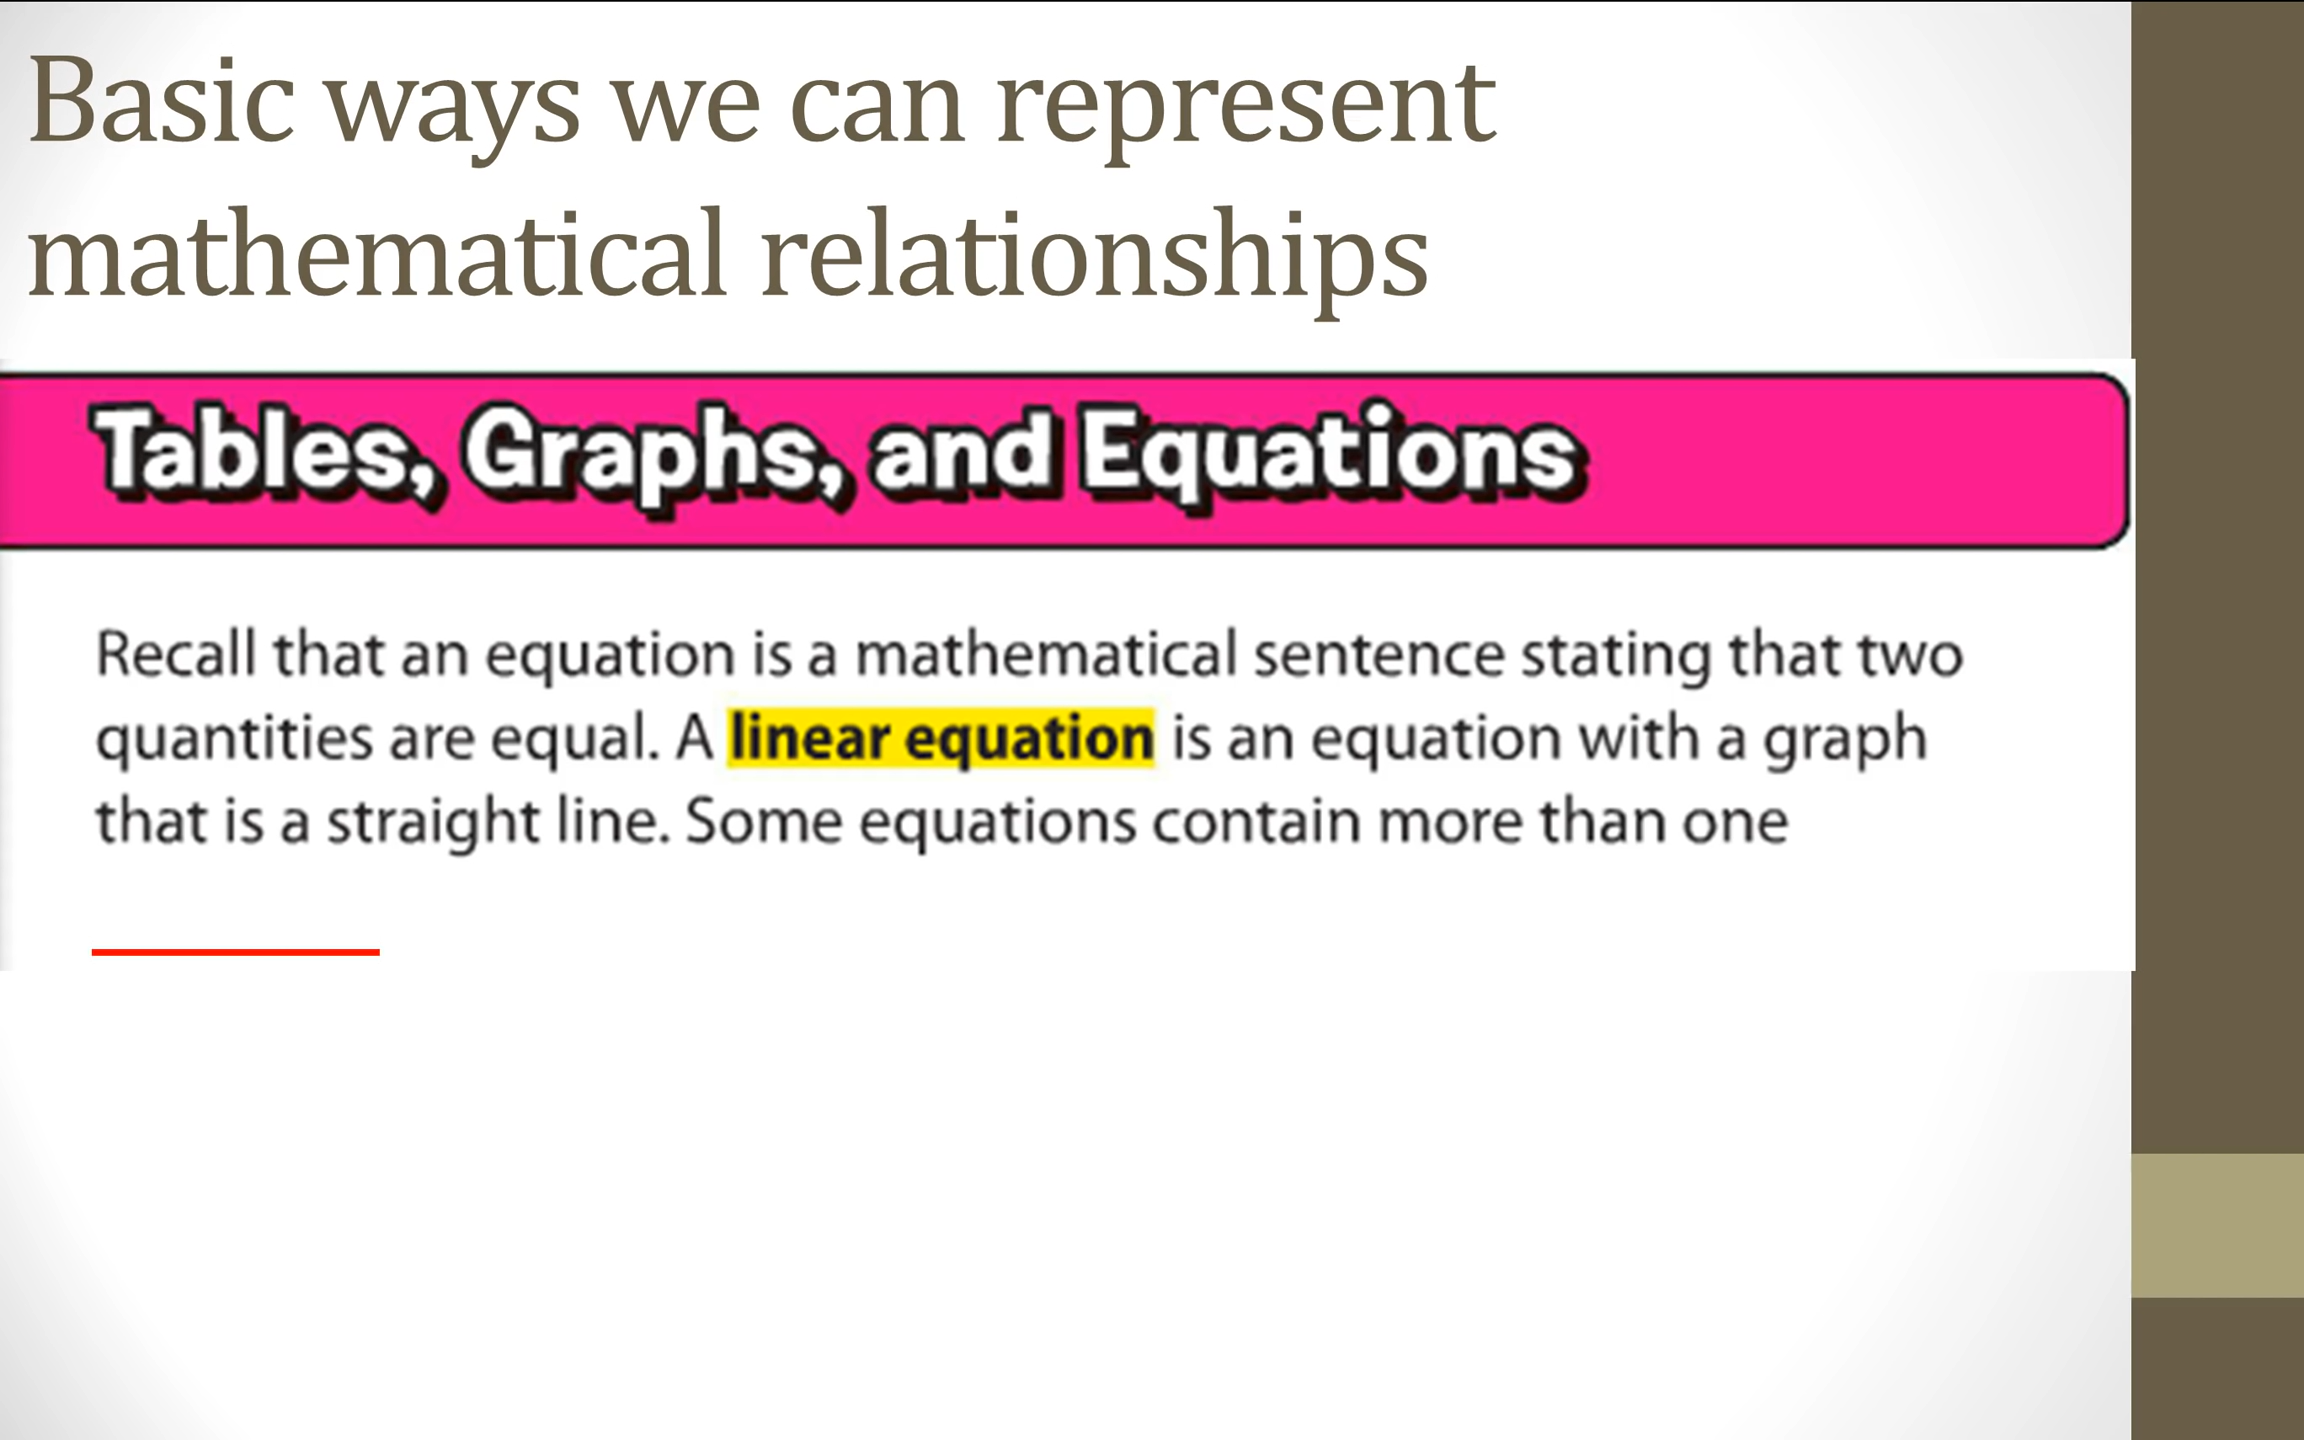 Basic ways we can represent
mathematical relationships
Tables, Graphs, and Equations
Recall that an equation is a mathematical sentence stating that two
quantities are equal. A linear equation is an equation with a graph
that is a straight line. Some equations contain more than one